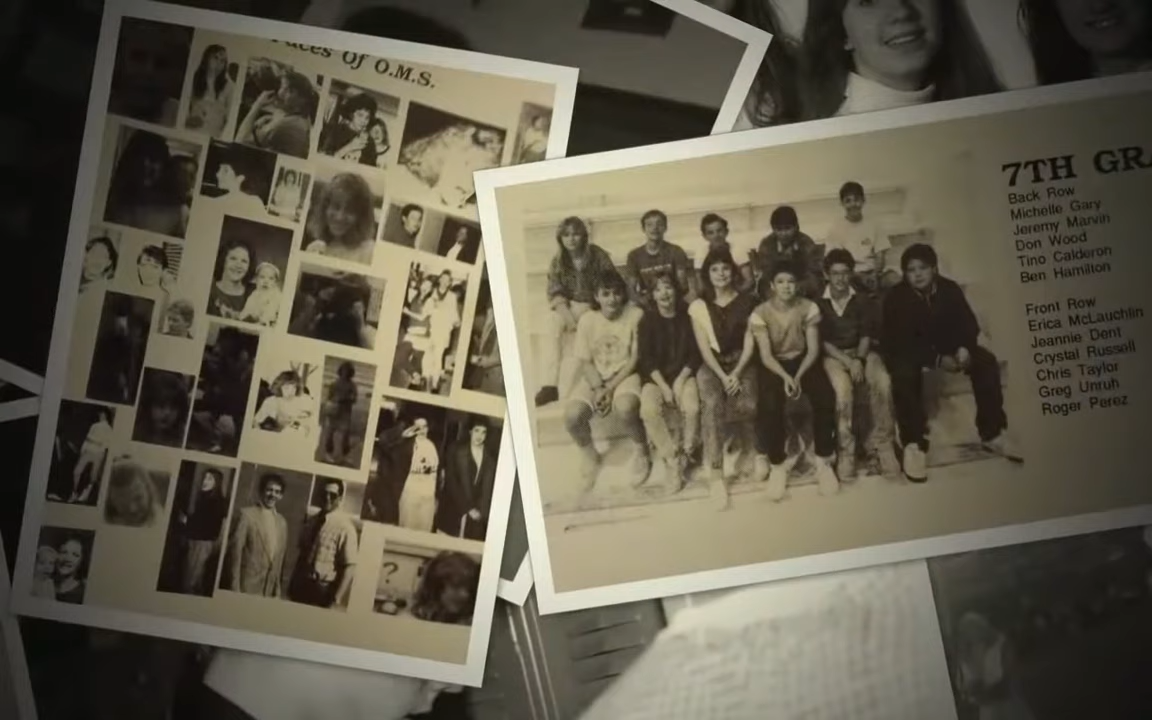 Faces Of O.M.S.
?
7TH GRA
Back Row
Michelle Gary
Jeremy Marvin
Don Wood
Tino Calderon
Ben Hamilton
Front Row
Erica McLaughlin
Jeannie Dent
Crystal Russell
Chris Taylor
Greg Unruh
Roger Perez